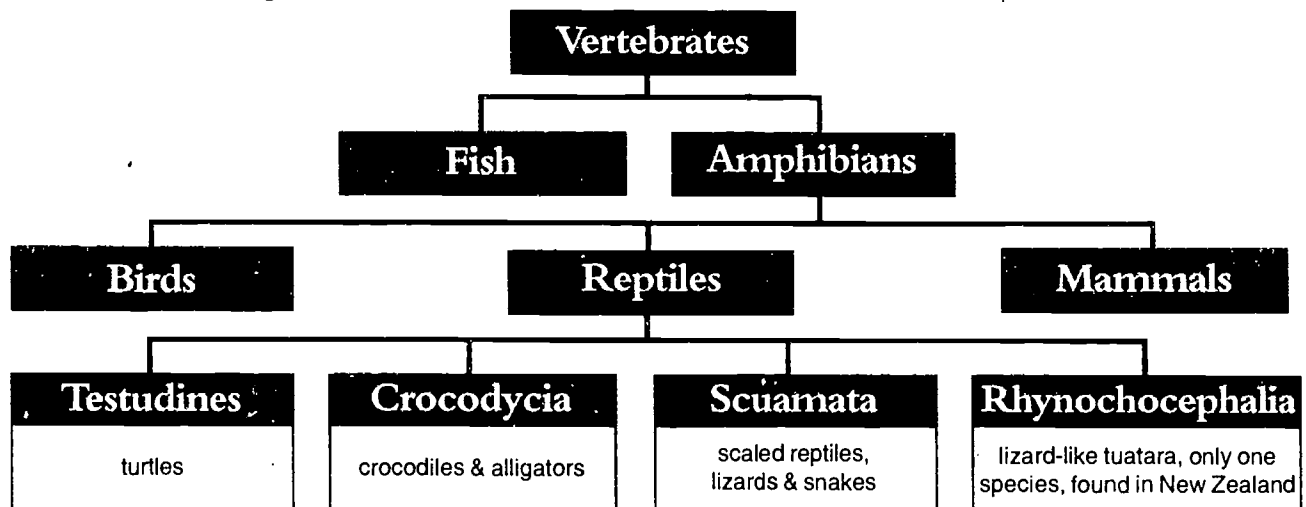 Vertebrates
Fish
Amphibians
Birds
Reptiles
Mammals
Testudines
turtles
Crocodycia
crocodiles & alligators
Scuamata
scaled reptiles,
lizards & snakes
Rhynochocephalia
lizard-like tuatara, only one
species, found in New Zealand